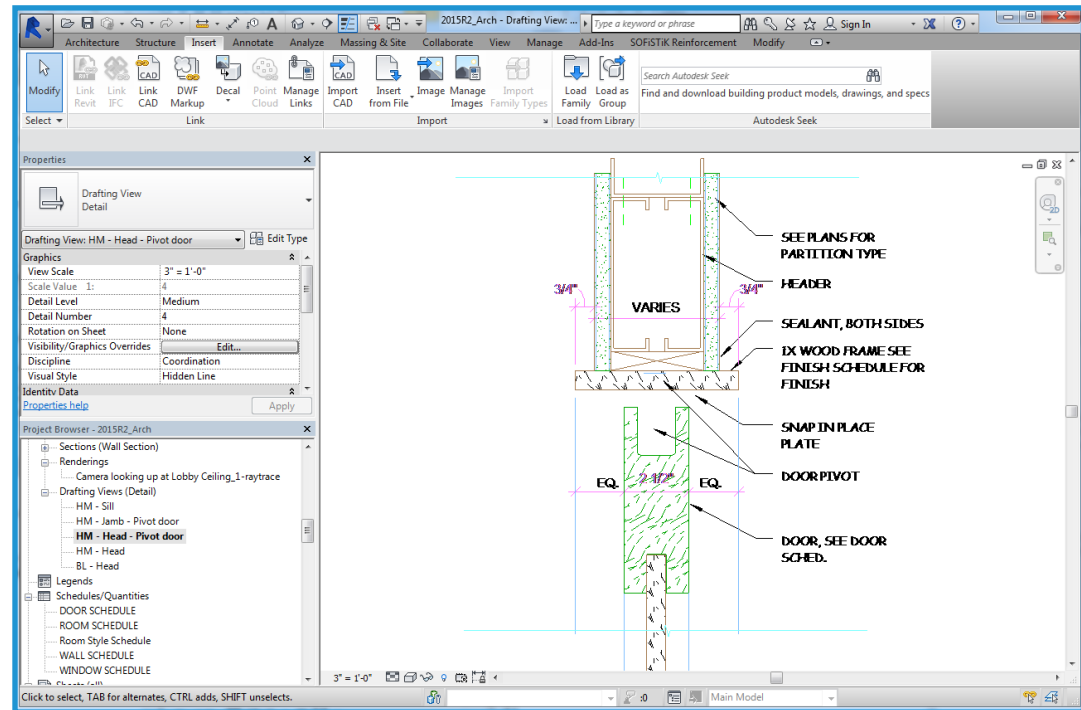 2015R2_Arch - Drafting View: ...
Type a keyword or phrase
Sign In
Architecture Structure Insert Annotate Analyze Massing & Site Collaborate View Manage Add-Ins SOFiSTiK Reinforcement Modify
Modify
Link Revit
Link IFC
Link CAD
DWF Markup
Decal
Point Cloud
Manage Links
Import CAD
Insert from File
Image
Manage Images
Import Family Types
Load Family
Load as Group
Search Autodesk Seek
Find and download building product models, drawings, and specs
Select
Link
Import
Load from Library
Autodesk Seek
Properties
Drafting View
Detail
Drafting View: HM - Head - Pivot door
Edit Type
Graphics
View Scale 3" = 1'-0"
Scale Value 1: 4
Detail Level Medium
Detail Number 4
Rotation on Sheet None
Visibility/Graphics Overrides Edit...
Discipline Coordination
Visual Style Hidden Line
Identity Data
Properties help
Apply
Project Browser - 2015R2_Arch
Sections (Wall Section)
Renderings
Camera looking up at Lobby Ceiling_1-raytrace
Drafting Views (Detail)
HM - Sill
HM - Jamb - Pivot door
HM - Head - Pivot door
HM - Head
BL - Head
Legends
Schedules/Quantities
DOOR SCHEDULE
ROOM SCHEDULE
Room Style Schedule
WALL SCHEDULE
WINDOW SCHEDULE
Sheets (all)
2D
SEE PLANS FOR
PARTITION TYPE
HEADER
3/4"
3/4"
VARIES
SEALANT, BOTH SIDES
1X WOOD FRAME SEE
FINISH SCHEDULE FOR
FINISH
SNAP IN PLACE
PLATE
DOOR PIVOT
EQ.
2 1/2"
EQ.
DOOR, SEE DOOR
SCHED.
3" = 1'-0"
Click to select, TAB for alternates, CTRL adds, SHIFT unselects.
:0
Main Model